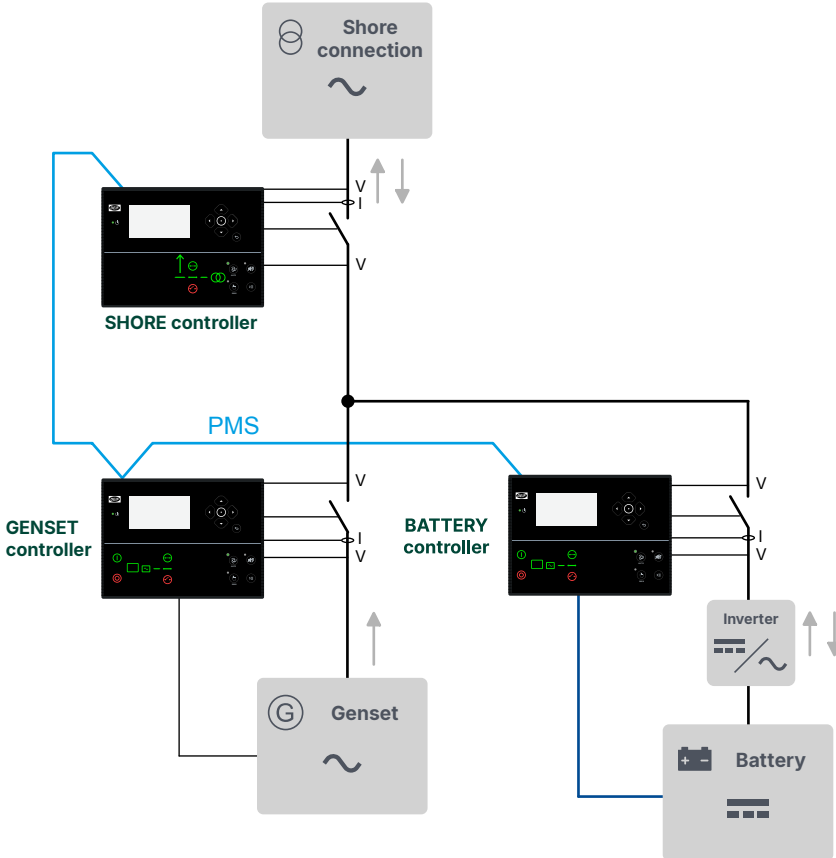 Shore
connection
V
I
V
SHORE controller
PMS
V
I
V
GENSET
controller
V
I
V
BATTERY
controller
Inverter
G
Genset
Battery